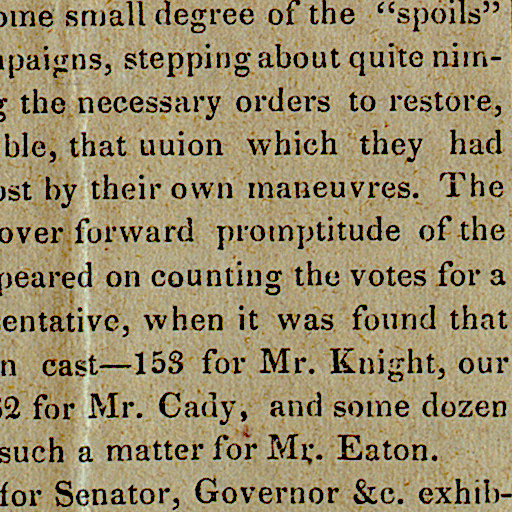 ome small degree of the "spoils"
mpaigns, stepping about quite nim-
g the necessary orders to restore,
ble, that uuion which they had
ost by their own maneuvres. The
over forward promptitude of the
peared on counting the votes for a
entative, when it was found that
n cast—153 for Mr. Knight, our
62 for Mr. Cady, and some dozen
such a matter for Mr. Eaton.
for Senator, Governor &c. exhib-